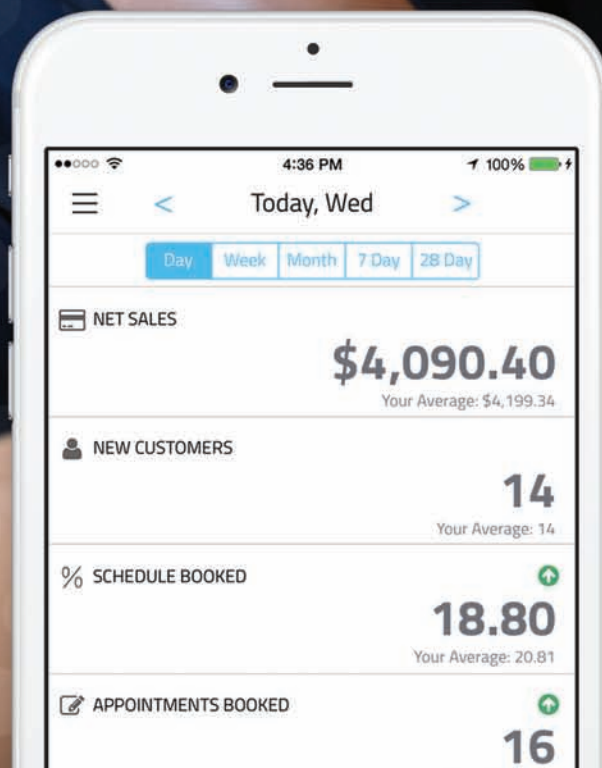 4:36 PM
100%
Today, Wed
Day Week Month 7 Day 28 Day
NET SALES
$4,090.40
Your Average: $4,199.34
NEW CUSTOMERS
14
Your Average: 14
% SCHEDULE BOOKED
18.80
Your Average: 20.81
APPOINTMENTS BOOKED
16